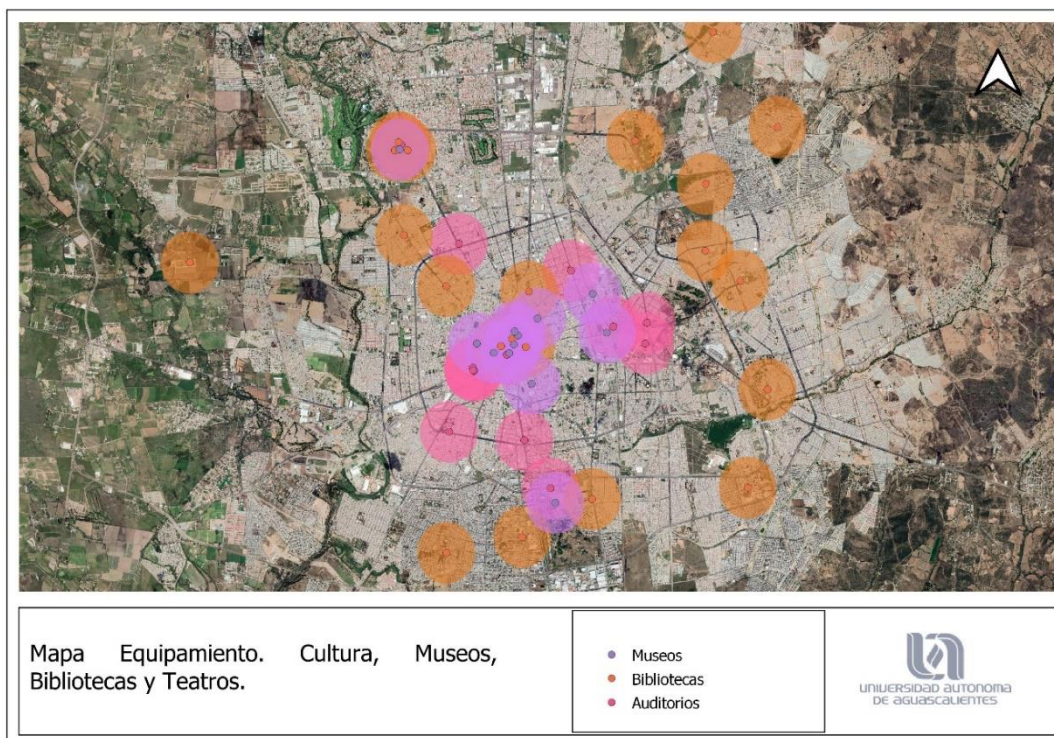 Mapa Equipamiento. Cultura, Museos,
Bibliotecas y Teatros.
Museos
Bibliotecas
Auditorios
UNIVERSIDAD AUTONOMA
DE AGUASCALIENTES